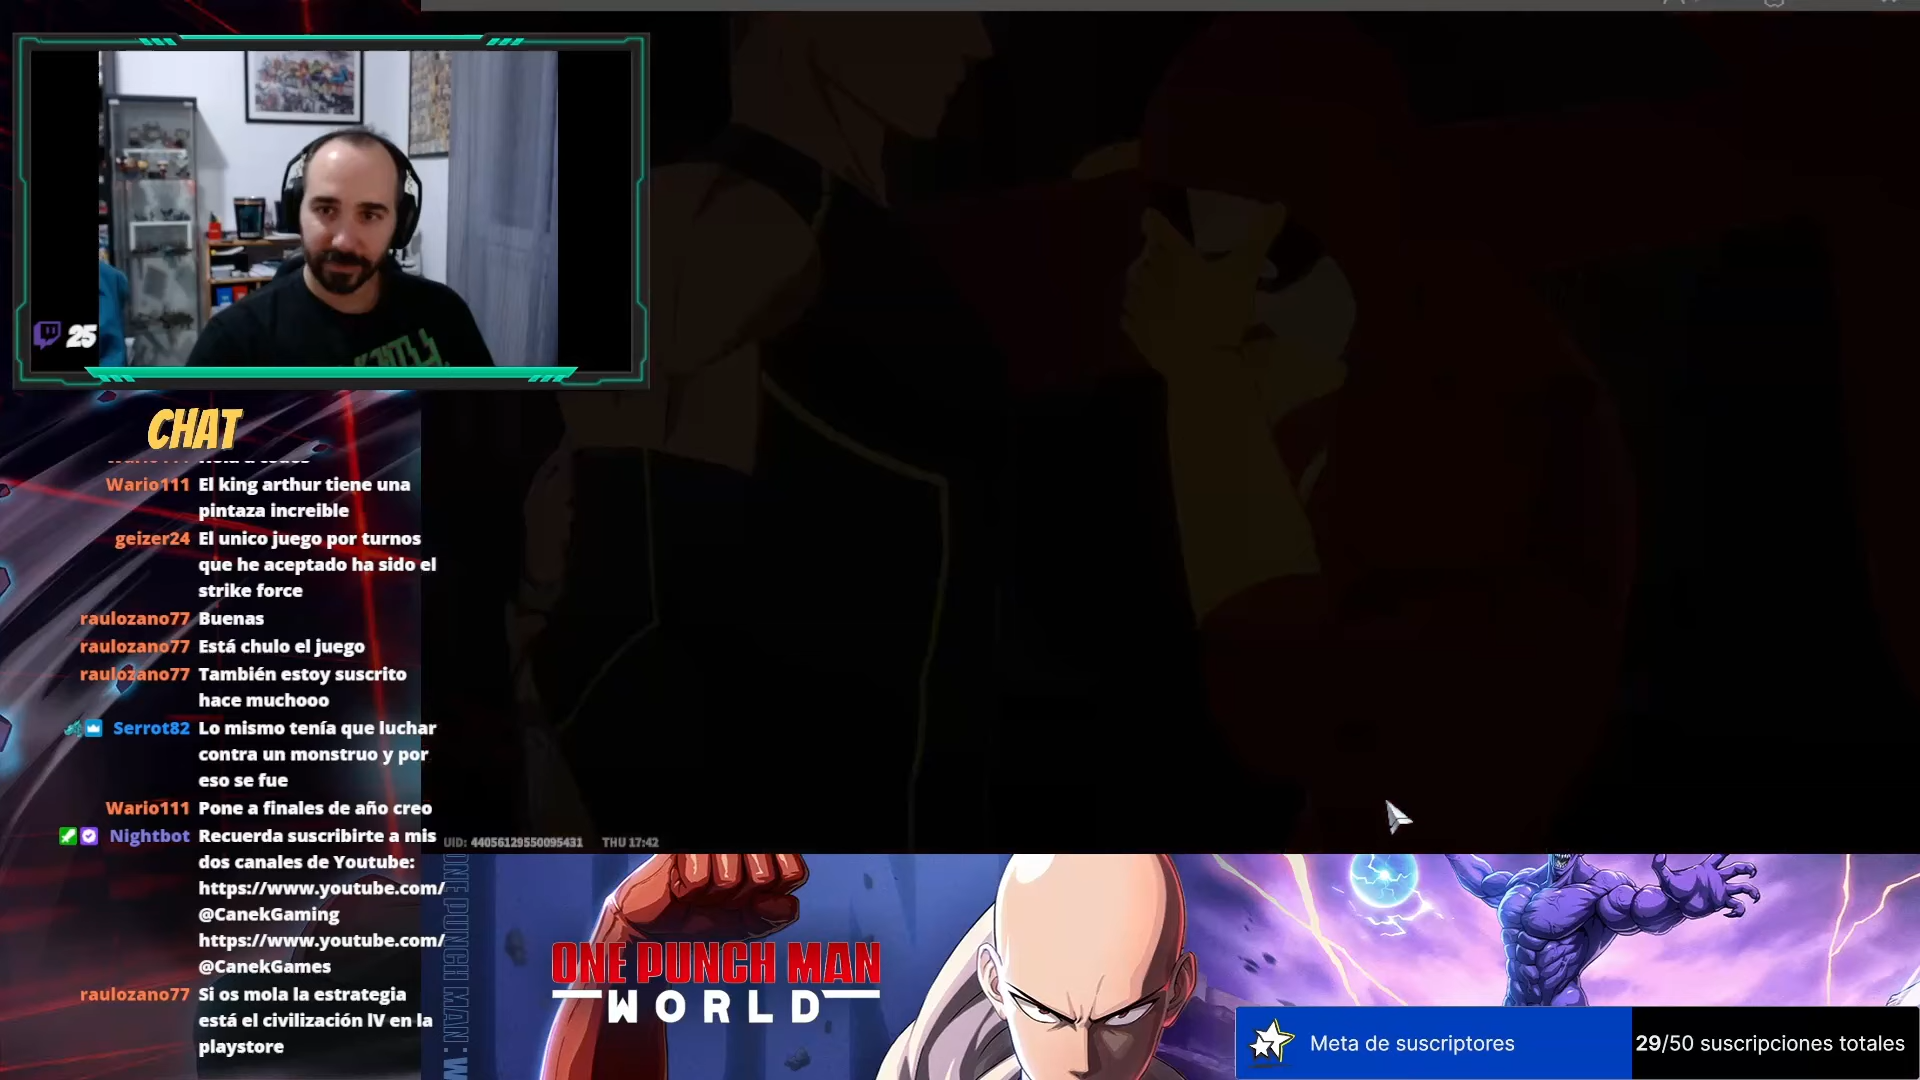 25
CHAT
Wario111 El king arthur tiene una
pintaza increible
geizer24 El unico juego por turnos
que he aceptado ha sido el
strike force
raulozano77 Buenas
raulozano77 Está chulo el juego
raulozano77 También estoy suscrito
hace muchooo
Serrot82 Lo mismo tenía que luchar
contra un monstruo y por
eso se fue
Wario111 Pone a finales de año creo
Nightbot Recuerda suscribirte a mis
dos canales de Youtube:
https://www.youtube.com/
@CanekGaming
https://www.youtube.com/
@CanekGames
raulozano77 Si os mola la estrategia
está el civilización lV en la
playstore
UID: 44056129550095431 THU 17:42
ONE PUNCH MAN : W
ONE PUNCH MAN
WORLD
Meta de suscriptores
29/50 suscripciones totales